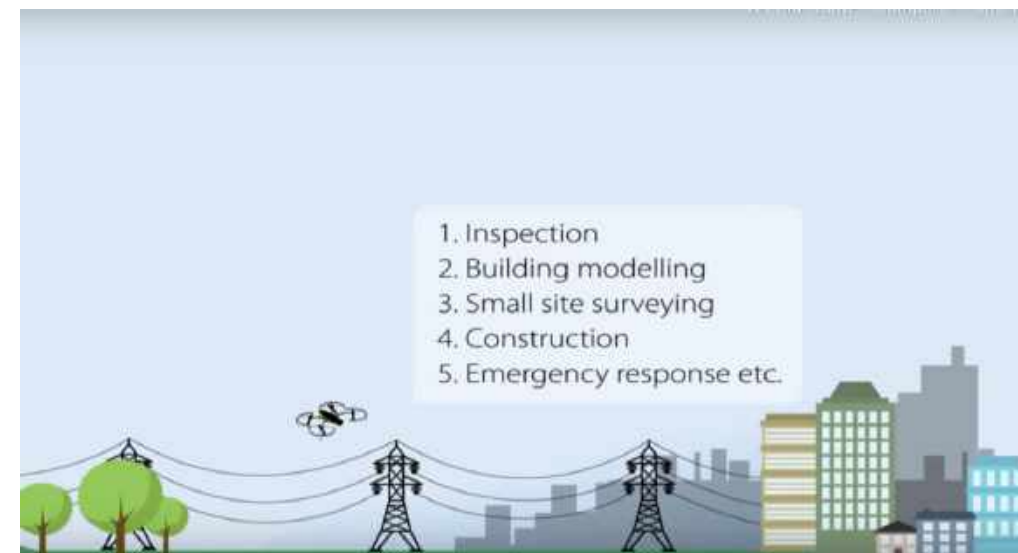 1. Inspection
2. Building modelling
3. Small site surveying
4. Construction
5. Emergency response etc.